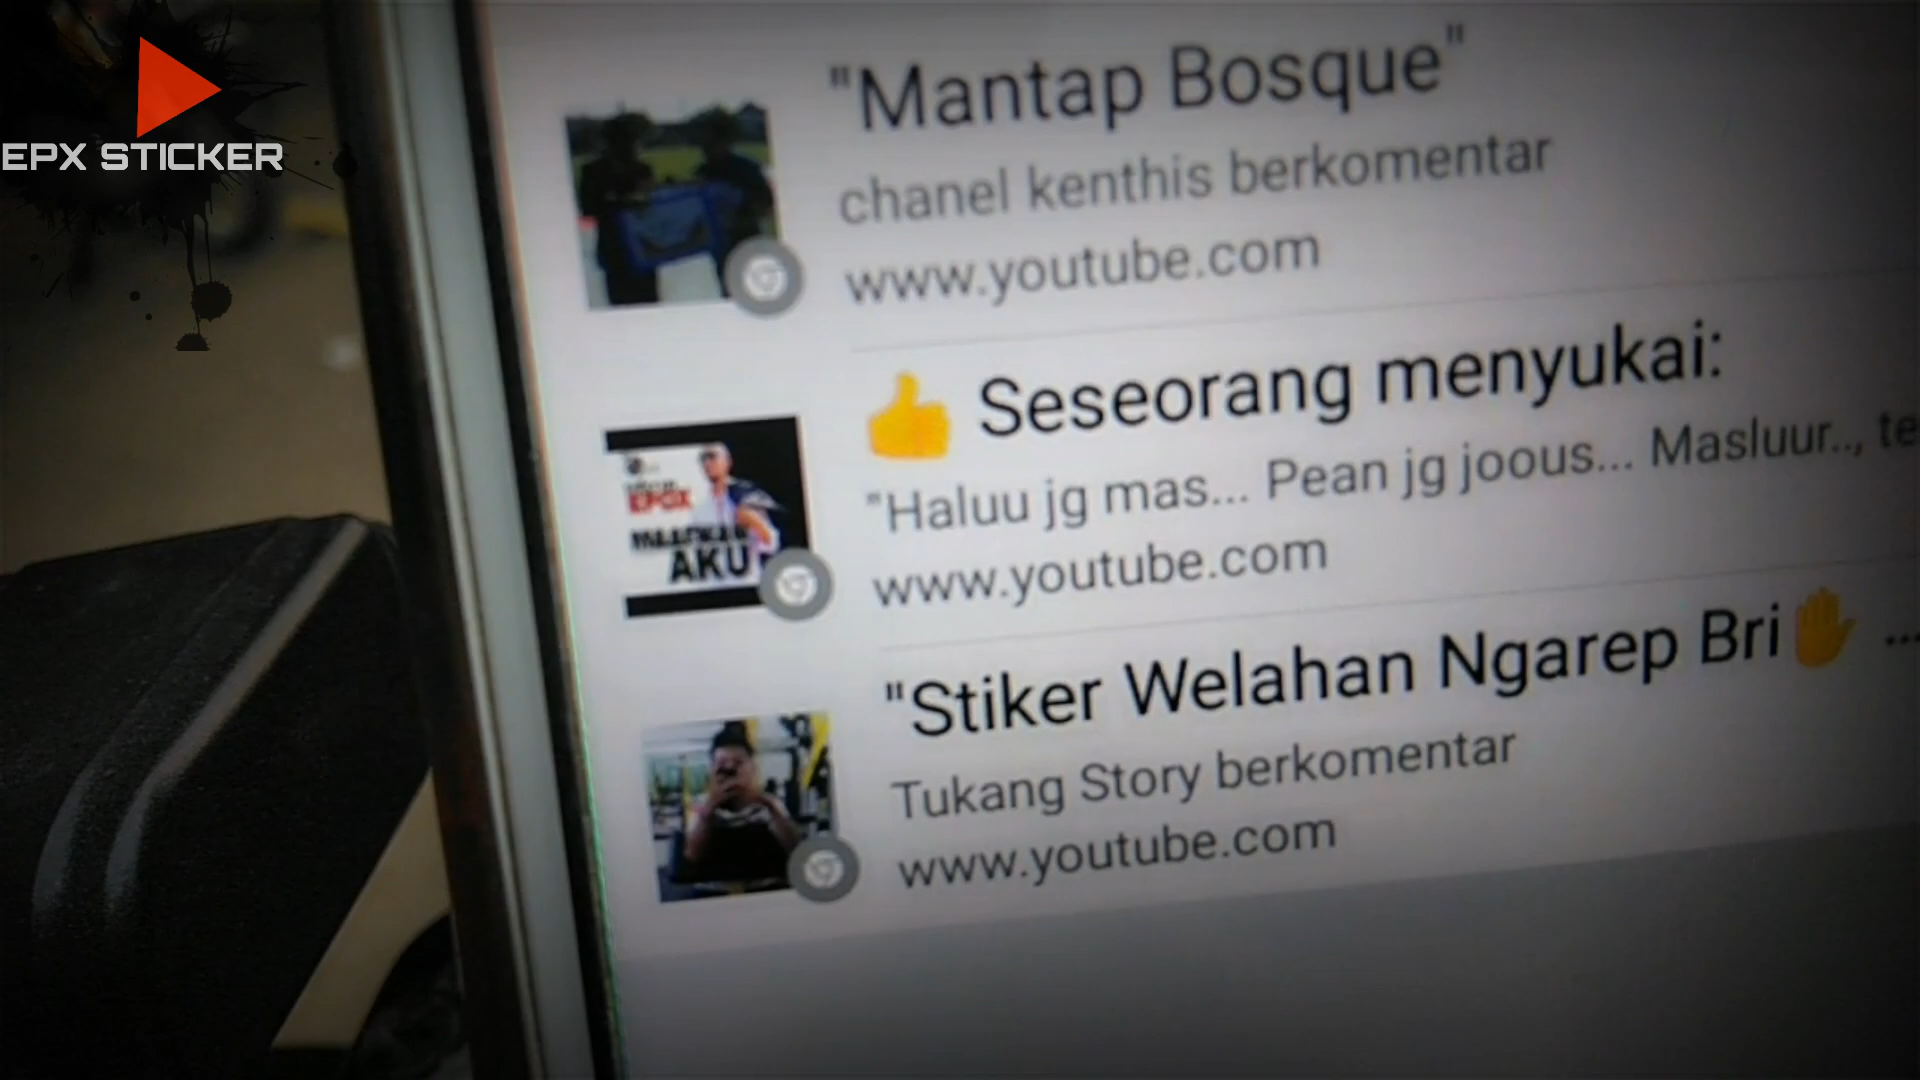 EPX STICKER
"Mantap Bosque"
chanel kenthis berkomentar
www.youtube.com
👍 Seseorang menyukai:
"Haluu jg mas... Pean jg joous... Masluur.., te
www.youtube.com
EPOX
AKU
"Stiker Welahan Ngarep Bri✋ ...
Tukang Story berkomentar
www.youtube.com